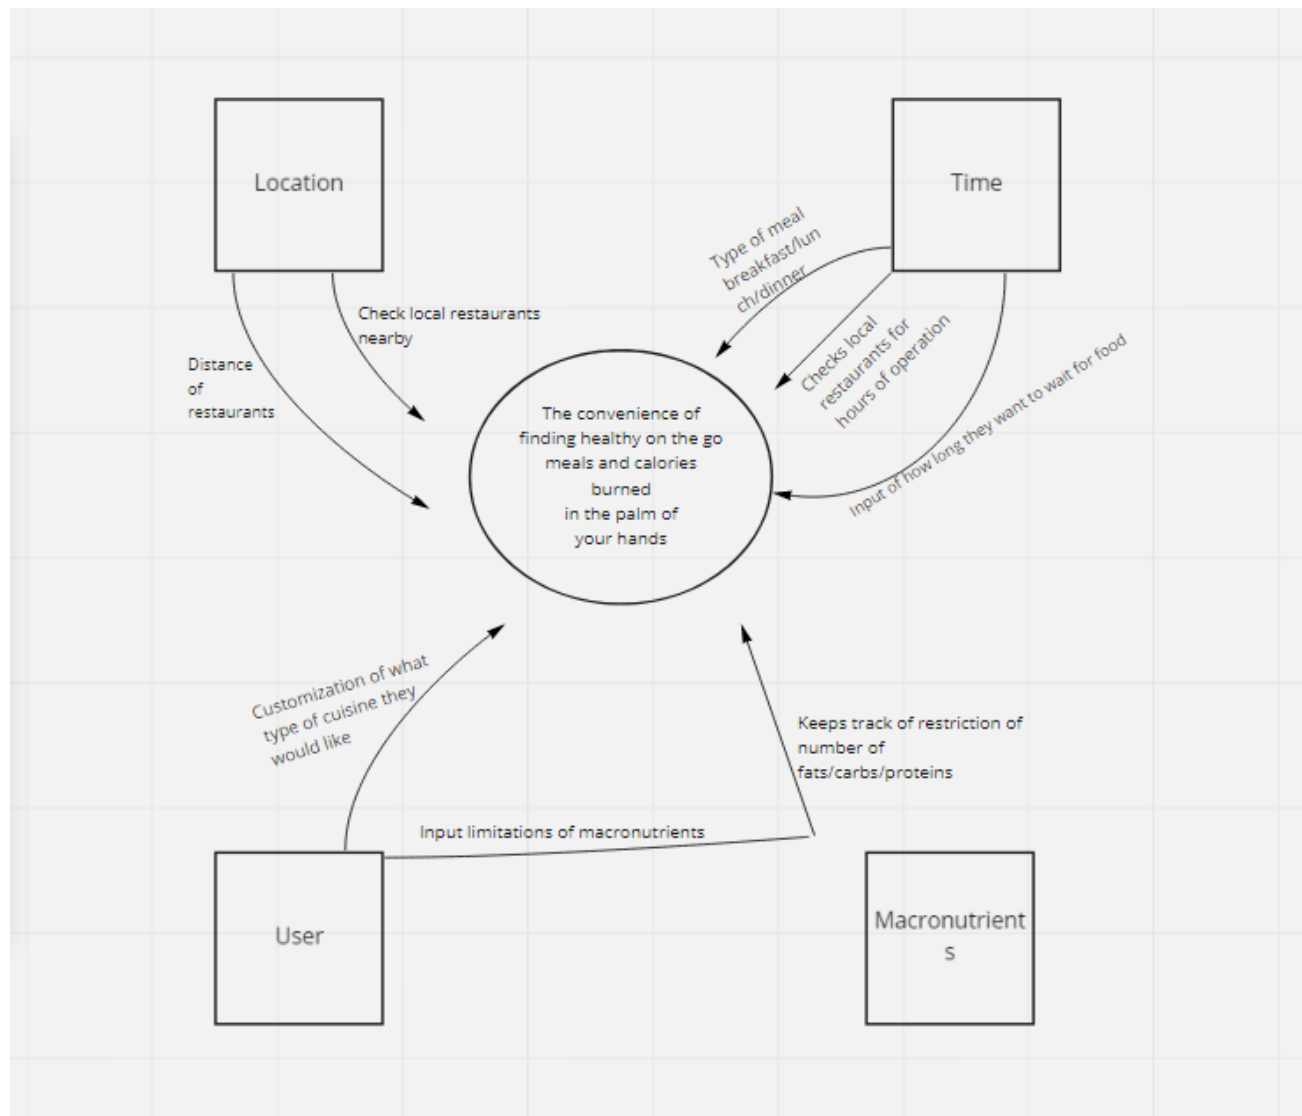 Location
Time
Type of meal
breakfast/lun
ch/dinner
Check local restaurants
nearby
Checks local
restaurants for
hours of operation
Input of how long they want to wait for food
Distance
of
restaurants
The convenience of
finding healthy on the go
meals and calories
burned
in the palm of
your hands
Customization of what
type of cuisine they
would like
Keeps track of restriction of
number of
fats/carbs/proteins
Input limitations of macronutrients
User
Macronutrient
s